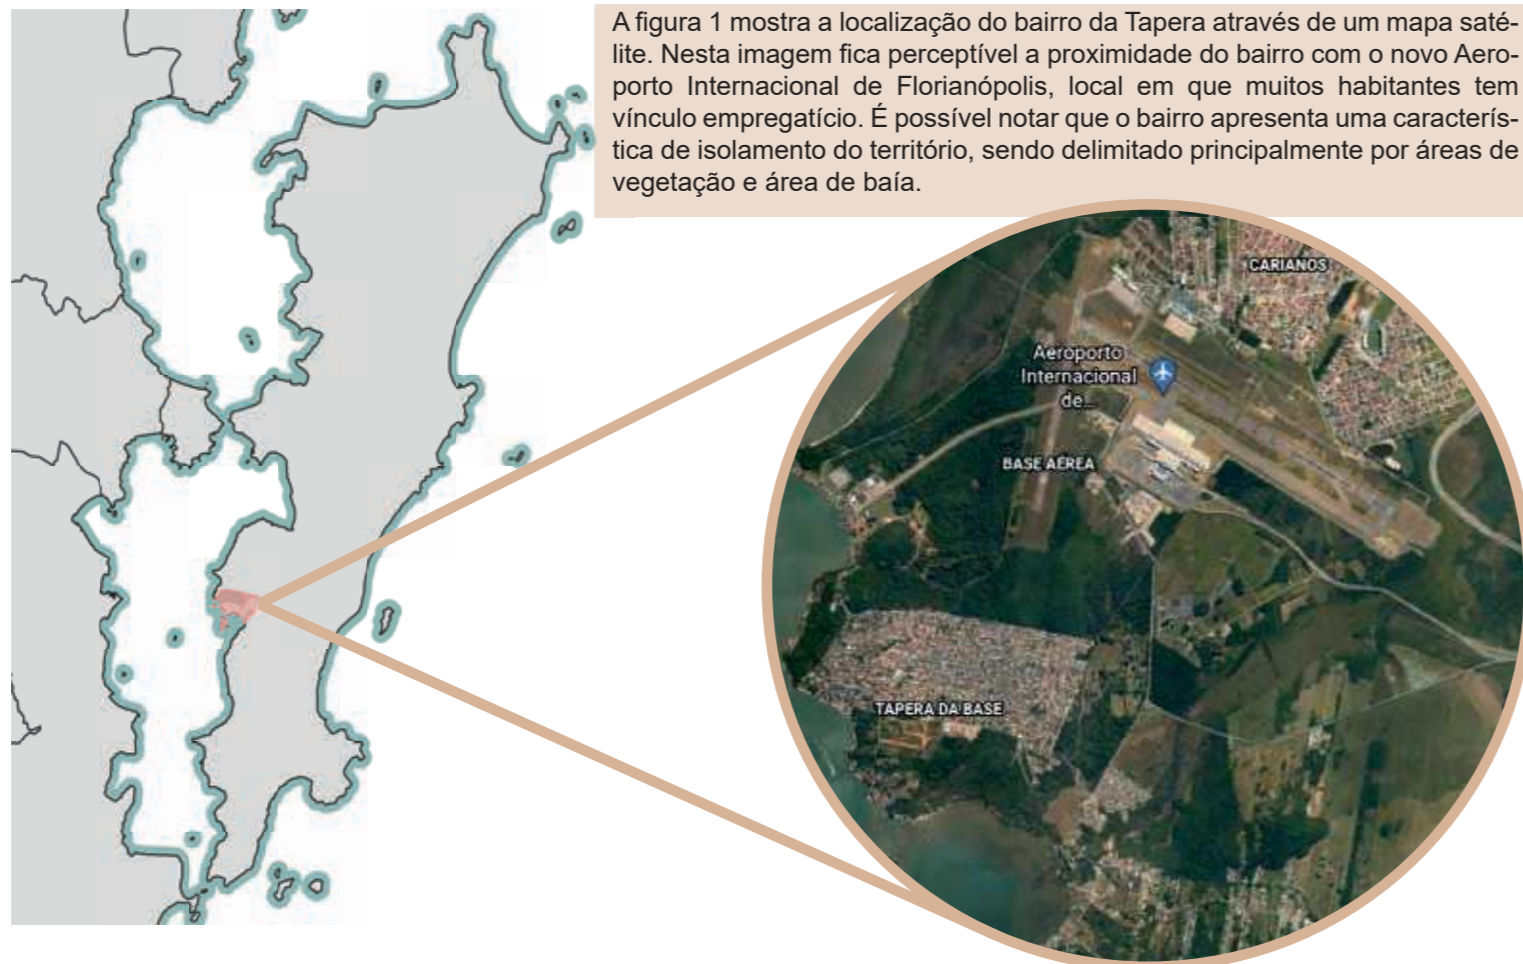 A figura 1 mostra a localização do bairro da Tapera através de um mapa saté-
lite. Nesta imagem fica perceptível a proximidade do bairro com o novo Aero-
porto Internacional de Florianópolis, local em que muitos habitantes tem
vínculo empregatício. É possível notar que o bairro apresenta uma caracterís-
tica de isolamento do território, sendo delimitado principalmente por áreas de
vegetação e área de baía.
CARIANOS
Aeroporto
Internacional
de...
BASE AÉREA
TAPERA DA BASE